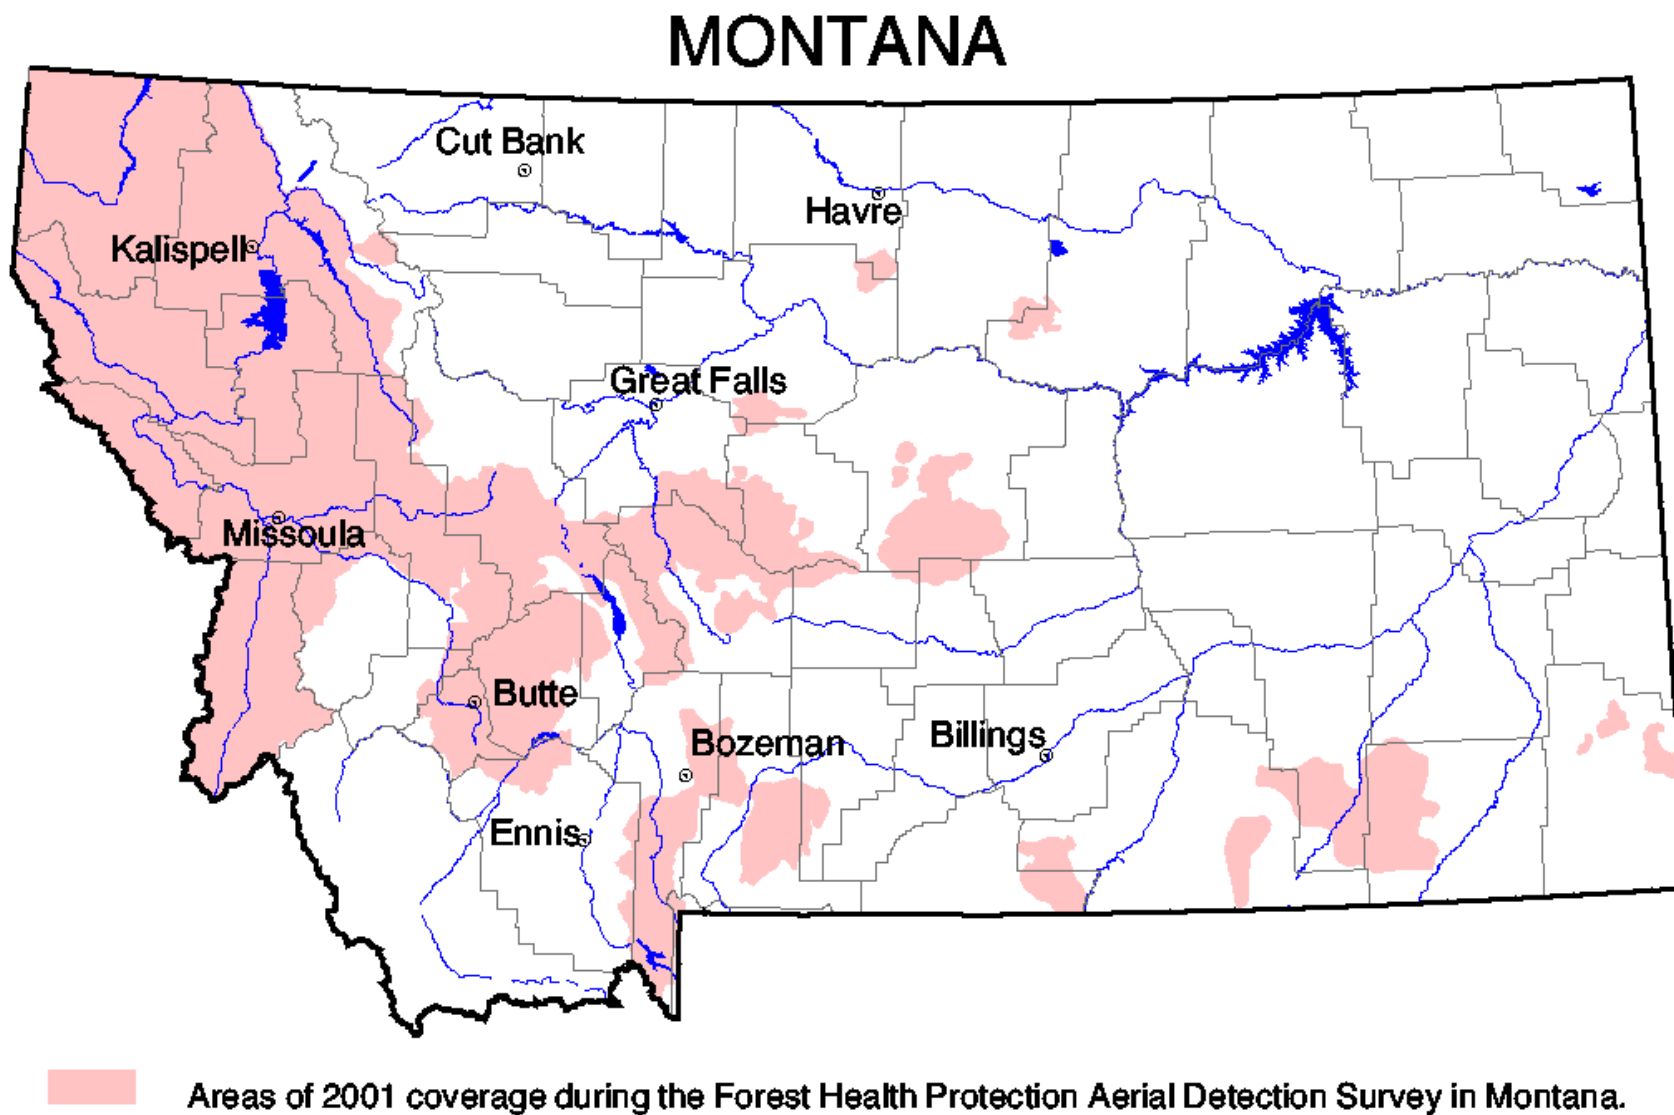 MONTANA
Cut Bank
Havre
Kalispell
Great Falls
Missoula
Butte
Bozeman
Billings
Ennis
Areas of 2001 coverage during the Forest Health Protection Aerial Detection Survey in Montana.